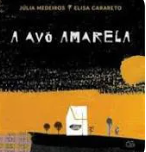 JÚLIA MEDEIROS ELISA CARARETO
A AVÓ AMARELA